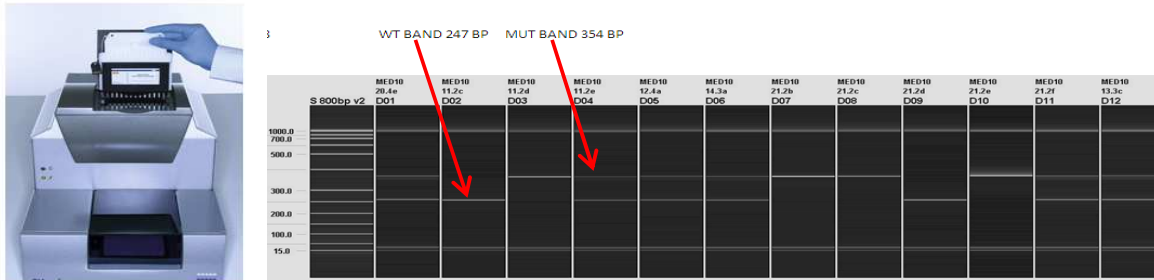 WT BAND 247 BP MUT BAND 354 BP
MED10 MED10 MED10 MED10 MED10 MED10 MED10 MED10 MED10 MED10 MED10 MED10
20.4e 11.2c 11.2d 11.2e 12.4a 14.3a 21.2b 21.2c 21.2d 21.2e 21.2f 13.3c
S 800bp v2 D01 D02 D03 D04 D05 D06 D07 D08 D09 D10 D11 D12
1000.0
700.0
500.0
300.0
200.0
100.0
15.0